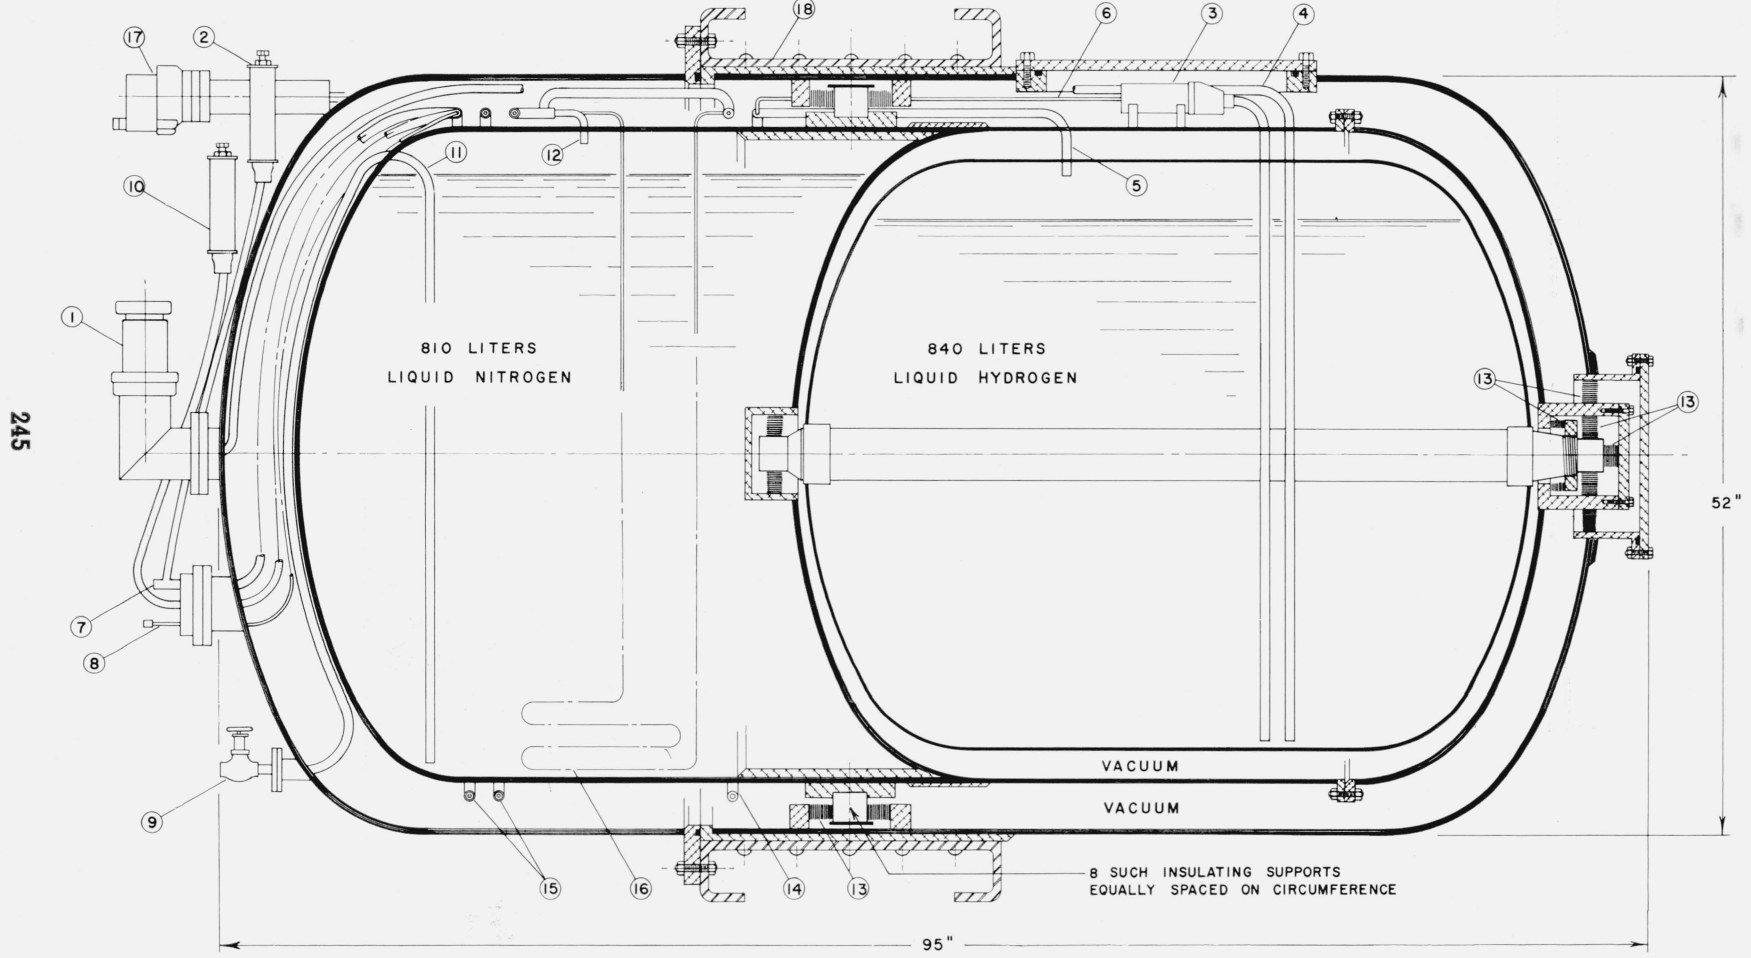 17
2
18
6
3
4
10
11
12
5
1
810 LITERS
LIQUID NITROGEN
840 LITERS
LIQUID HYDROGEN
13
13
245
52"
7
8
VACUUM
VACUUM
9
15
16
14
13
8 SUCH INSULATING SUPPORTS
EQUALLY SPACED ON CIRCUMFERENCE
95"